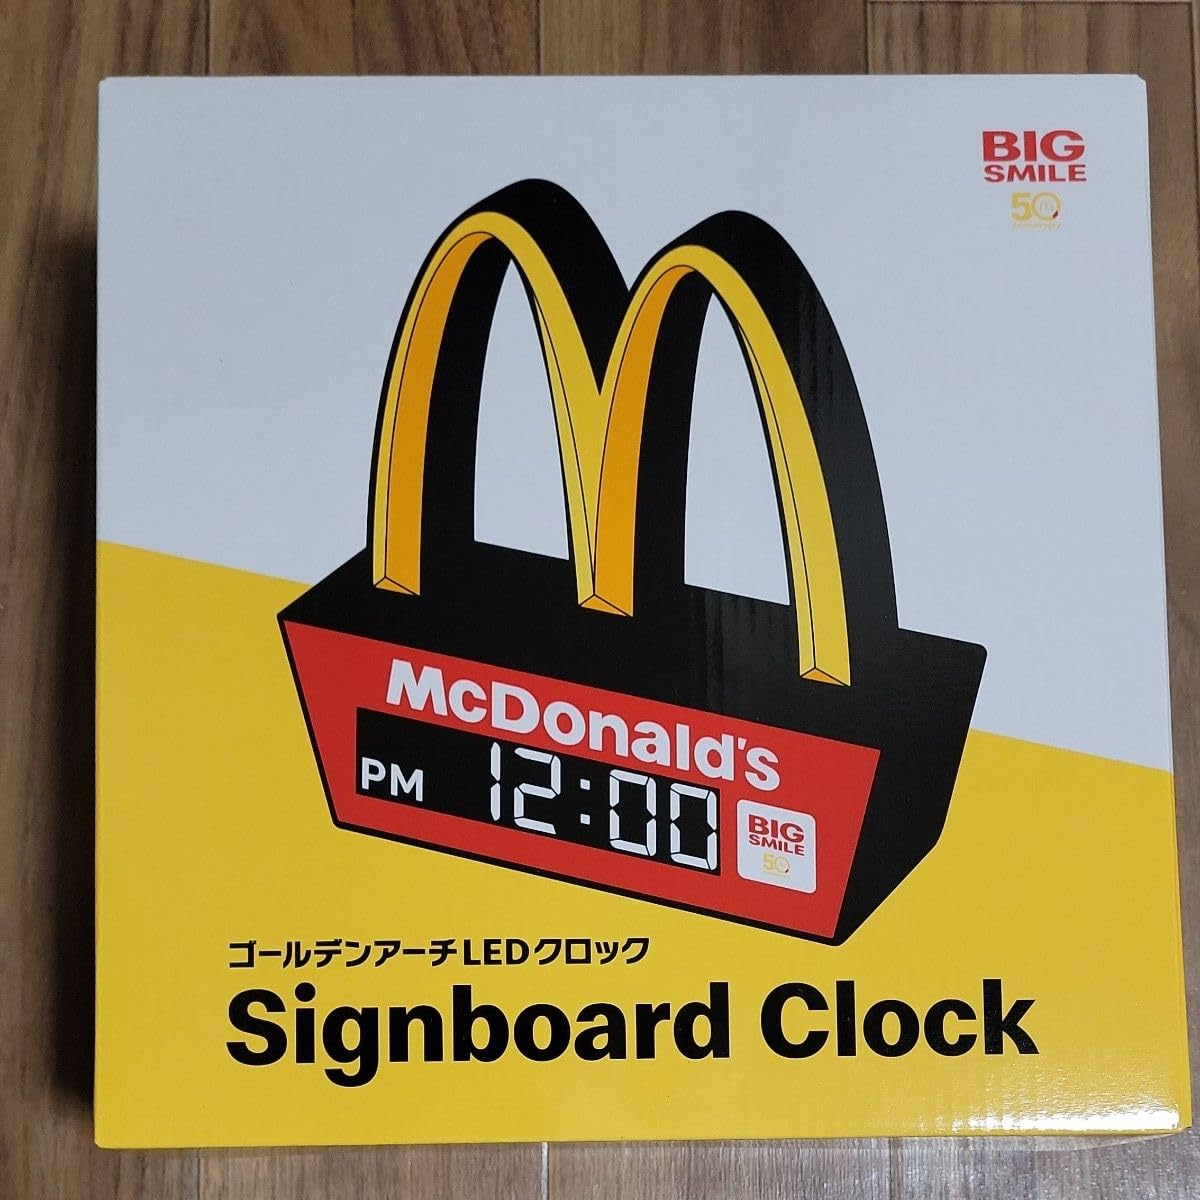 BIG
SMILE
50
Anniversary
McDonald's
PM 12:00
BIG
SMILE
50
ゴールデンアーチLEDクロック
Signboard Clock